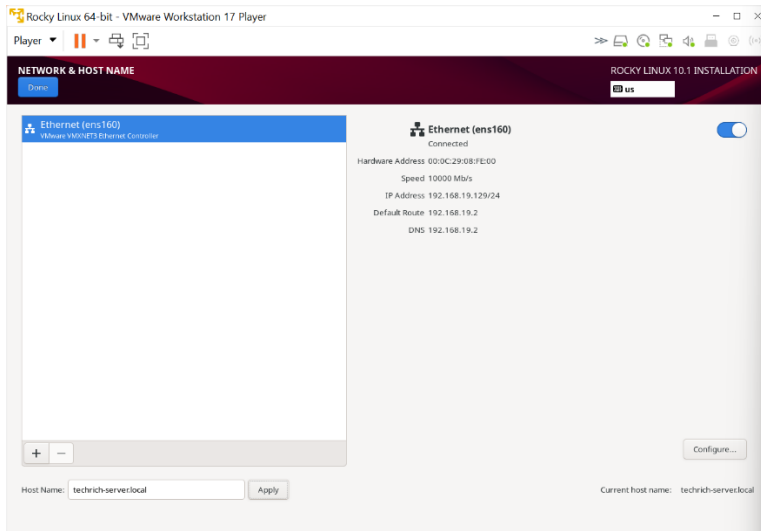 Rocky Linux 64-bit - VMware Workstation 17 Player
Player
NETWORK & HOST NAME
ROCKY LINUX 10.1 INSTALLATION
Done
us
Ethernet (ens160)
VMware VMXNET3 Ethernet Controller
Ethernet (ens160)
Connected
Hardware Address 00:0C:29:08:FE:00
Speed 10000 Mb/s
IP Address 192.168.19.129/24
Default Route 192.168.19.2
DNS 192.168.19.2
+ −
Configure...
Host Name: techrich-server.local Apply
Current host name: techrich-server.local